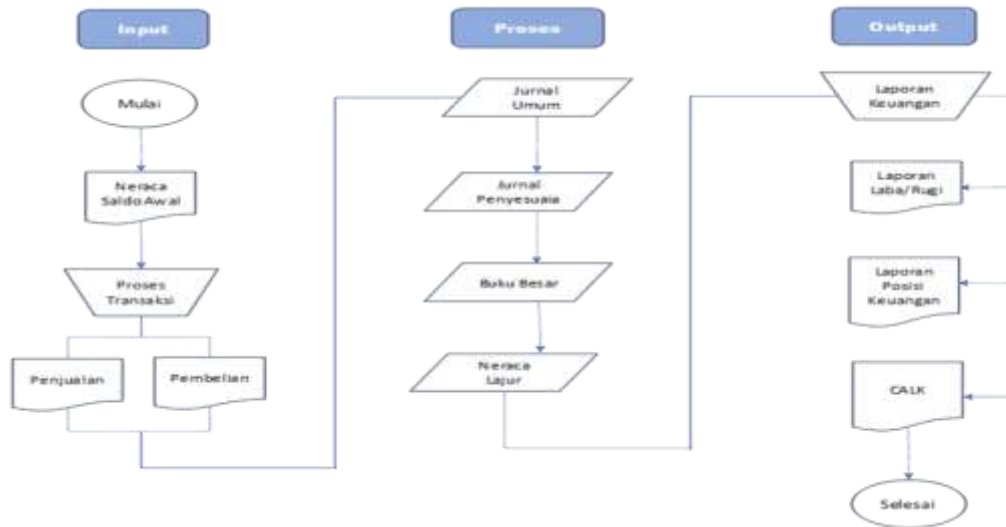 Input
Mulai
Neraca
Saldo Awal
Proses
Transaksi
Penjualan
Pembelian
Proses
Jurnal
Umum
Jurnal
Penyesuaia
Buku Besar
Neraca
Lajur
Output
Laporan
Keuangan
Laporan
Laba/Rugi
Laporan
Posisi
Keuangan
CALK
Selesai